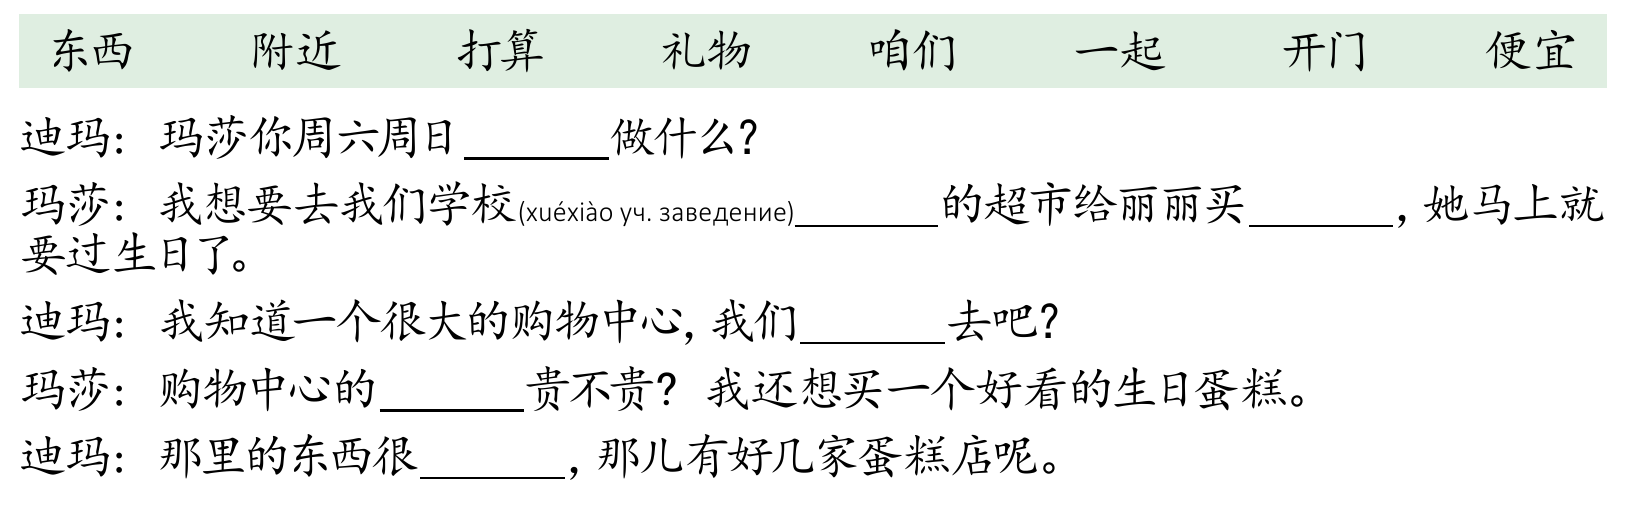 东西 附近 打算 礼物 咱们 一起 开门 便宜
迪玛： 玛莎你周六周日______做什么?
玛莎： 我想要去我们学校(xuéxiào уч. заведение)______的超市给丽丽买______, 她马上就
要过生日了。
迪玛： 我知道一个很大的购物中心, 我们______去吧?
玛莎： 购物中心的______贵不贵? 我还想买一个好看的生日蛋糕。
迪玛： 那里的东西很______, 那儿有好几家蛋糕店呢。